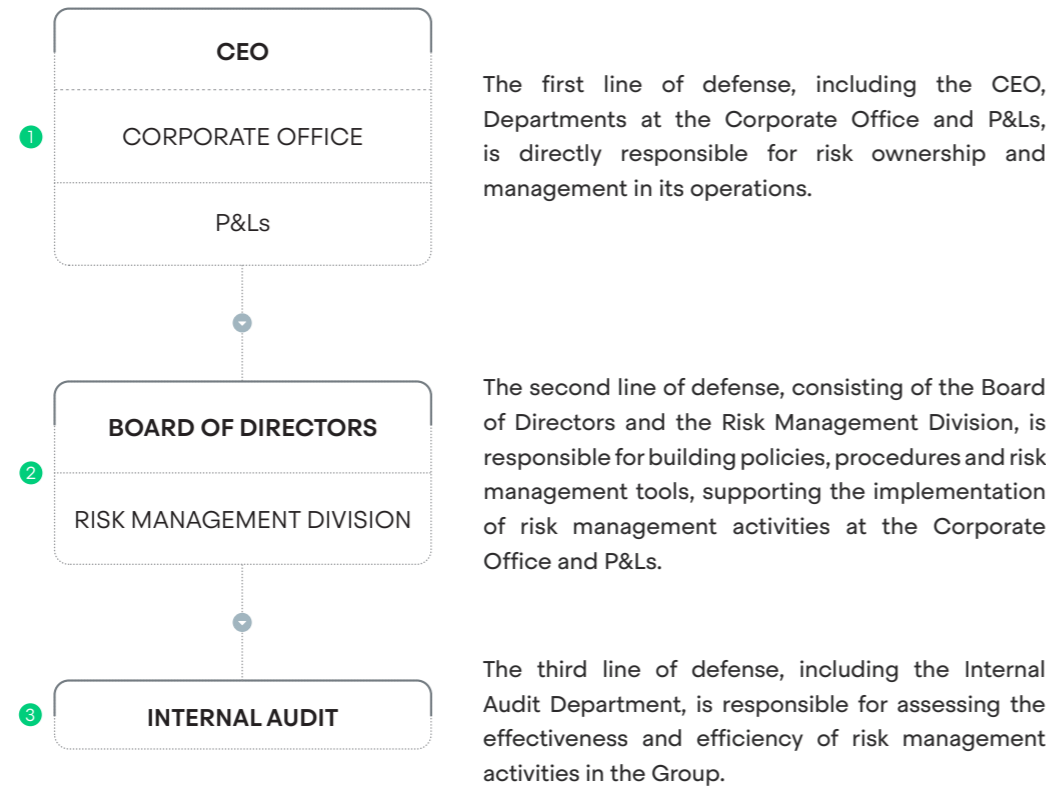 CEO
1
CORPORATE OFFICE
P&Ls
The first line of defense, including the CEO,
Departments at the Corporate Office and P&Ls,
is directly responsible for risk ownership and
management in its operations.
BOARD OF DIRECTORS
2
RISK MANAGEMENT DIVISION
The second line of defense, consisting of the Board
of Directors and the Risk Management Division, is
responsible for building policies, procedures and risk
management tools, supporting the implementation
of risk management activities at the Corporate
Office and P&Ls.
3
INTERNAL AUDIT
The third line of defense, including the Internal
Audit Department, is responsible for assessing the
effectiveness and efficiency of risk management
activities in the Group.